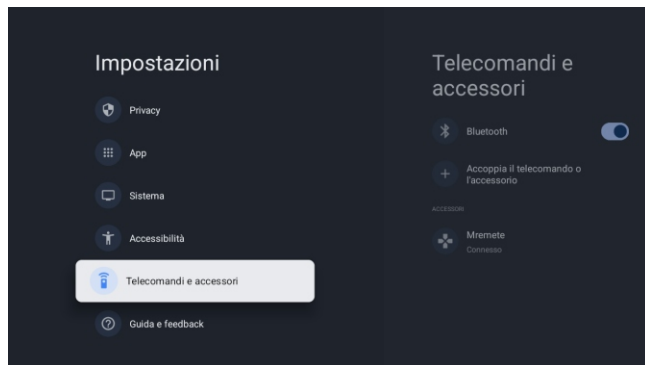 Impostazioni
Privacy
App
Sistema
Accessibilità
Telecomandi e accessori
Guida e feedback
Telecomandi e
accessori
Bluetooth
Accoppia il telecomando o
l'accessorio
ACCESSORI
Mremete
Connesso